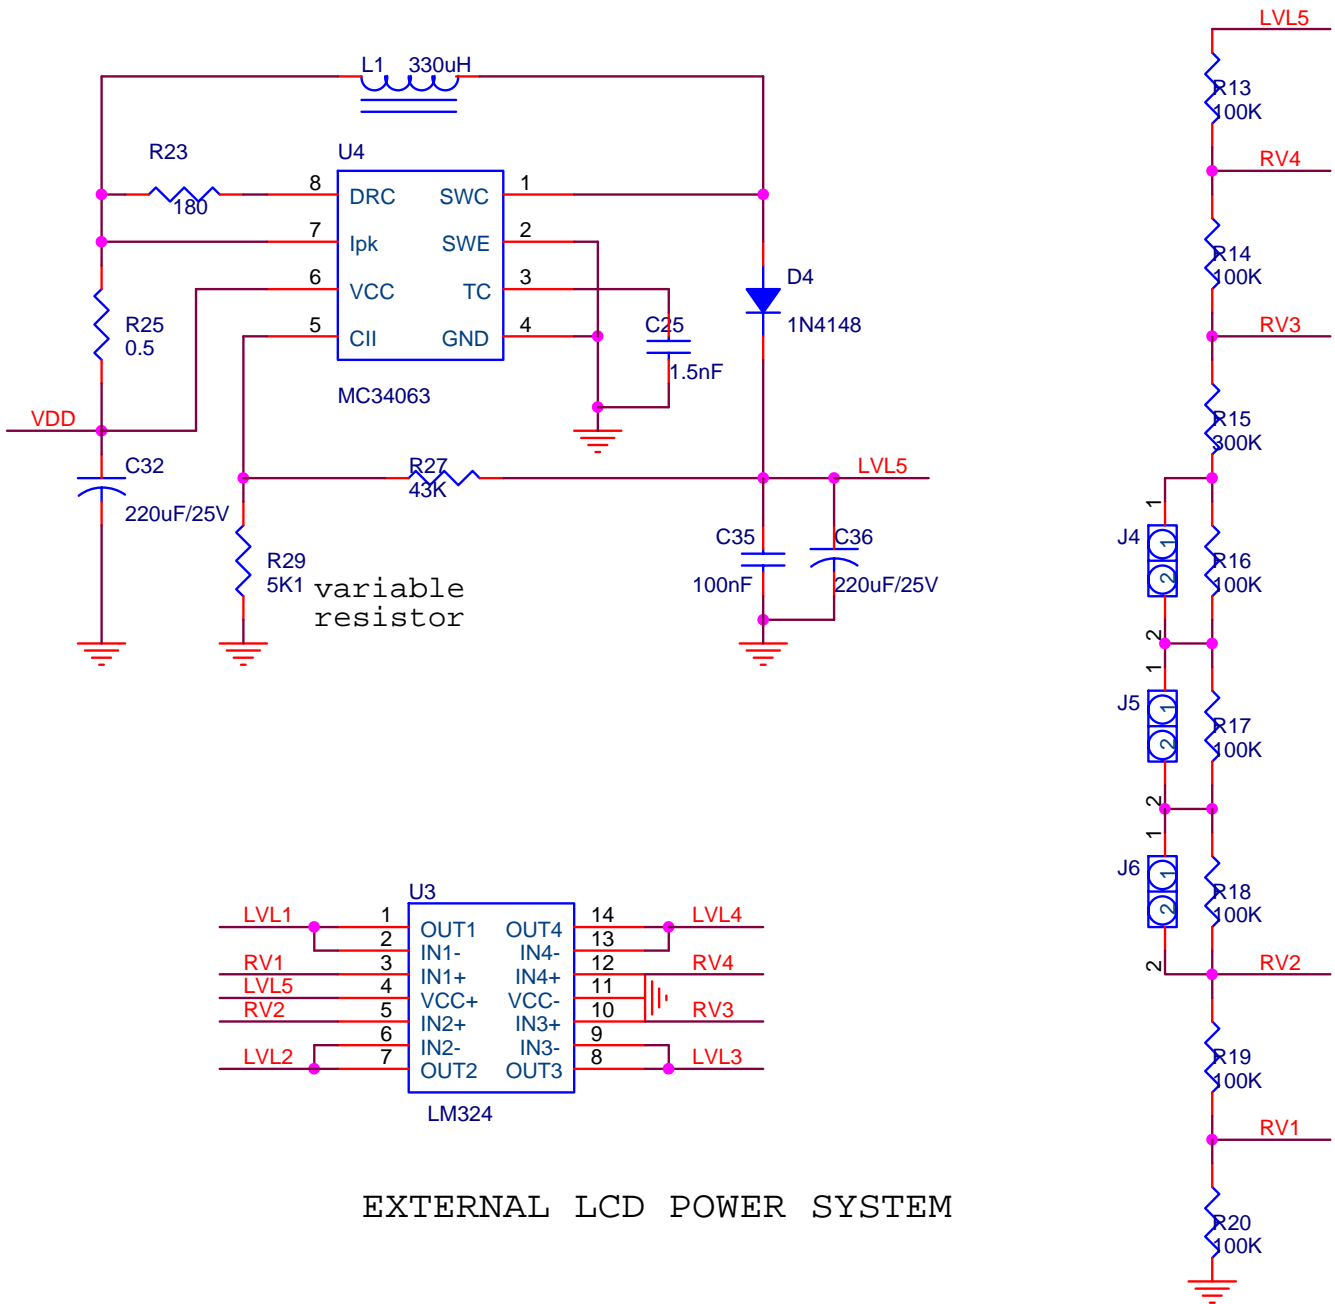 LVL5
L1 330uH
R13
100K
R23
U4
RV4
180
8 DRC SWC 1
7 Ipk SWE 2
6 VCC TC 3
5 CII GND 4
R14
100K
D4
1N4148
R25
0.5
C25
1.5nF
RV3
MC34063
VDD
R15
300K
C32
220uF/25V
R27
43K
LVL5
R29
5K1
variable
resistor
C35
100nF
C36
220uF/25V
1
J4
1
2
2
R16
100K
1
J5
1
2
2
R17
100K
1
J6
1
2
2
R18
100K
U3
LVL1 1 OUT1 OUT4 14 LVL4
2 IN1- IN4- 13
RV1 3 IN1+ IN4+ 12 RV4
LVL5 4 VCC+ VCC- 11
RV2 5 IN2+ IN3+ 10 RV3
6 IN2- IN3- 9
LVL2 7 OUT2 OUT3 8 LVL3
LM324
RV2
R19
100K
RV1
R20
100K
EXTERNAL LCD POWER SYSTEM